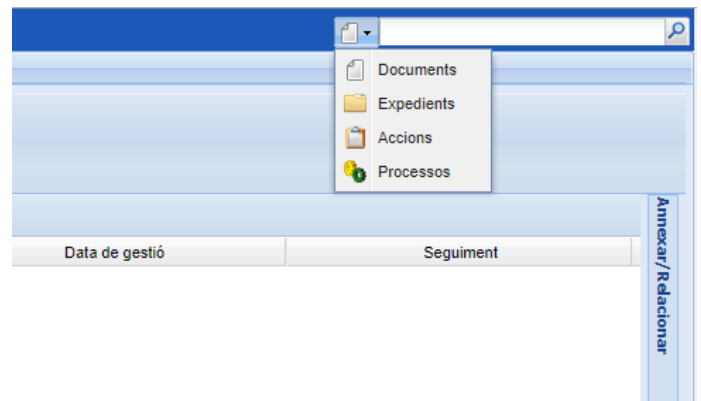 Documents
Expedients
Accions
Processos
Data de gestió
Seguiment
Annexar/Relacionar